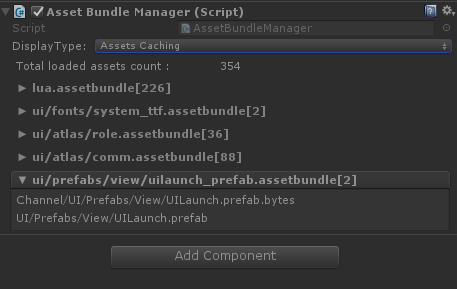 Asset Bundle Manager (Script)
Script AssetBundleManager
DisplayType: Assets Caching
Total loaded assets count : 354
lua.assetbundle[226]
ui/fonts/system_ttf.assetbundle[2]
ui/atlas/role.assetbundle[36]
ui/atlas/comm.assetbundle[88]
ui/prefabs/view/uilaunch_prefab.assetbundle[2]
Channel/UI/Prefabs/View/UILaunch.prefab.bytes
UI/Prefabs/View/UILaunch.prefab
Add Component